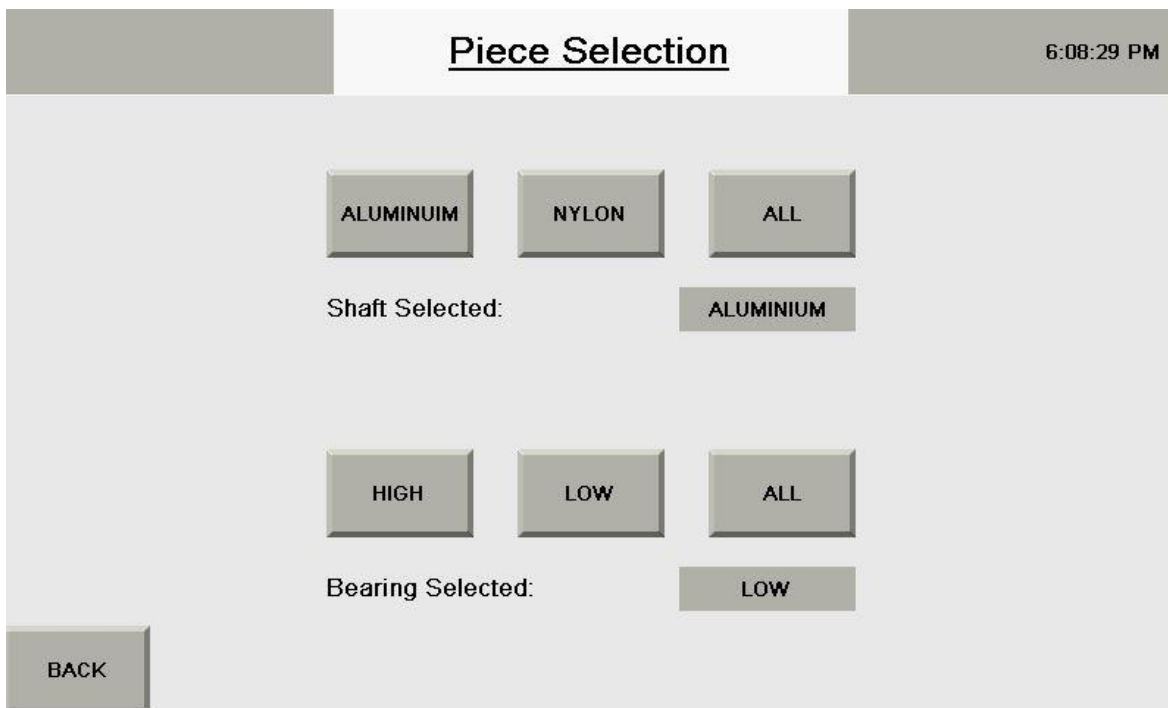 Piece Selection
6:08:29 PM
ALUMINUIM NYLON ALL
Shaft Selected: ALUMINIUM
HIGH LOW ALL
Bearing Selected: LOW
BACK